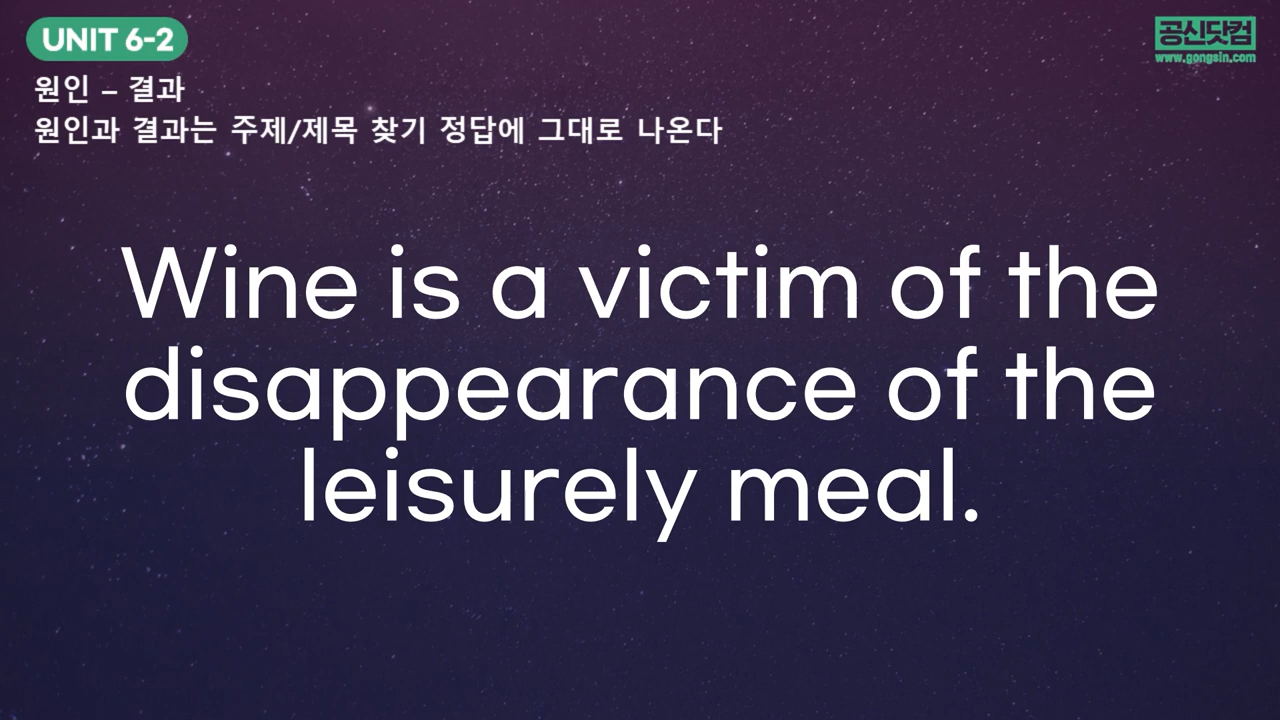 UNIT 6-2
공신닷컴
www.gongsin.com
원인 – 결과
원인과 결과는 주제/제목 찾기 정답에 그대로 나온다
Wine is a victim of the
disappearance of the
leisurely meal.